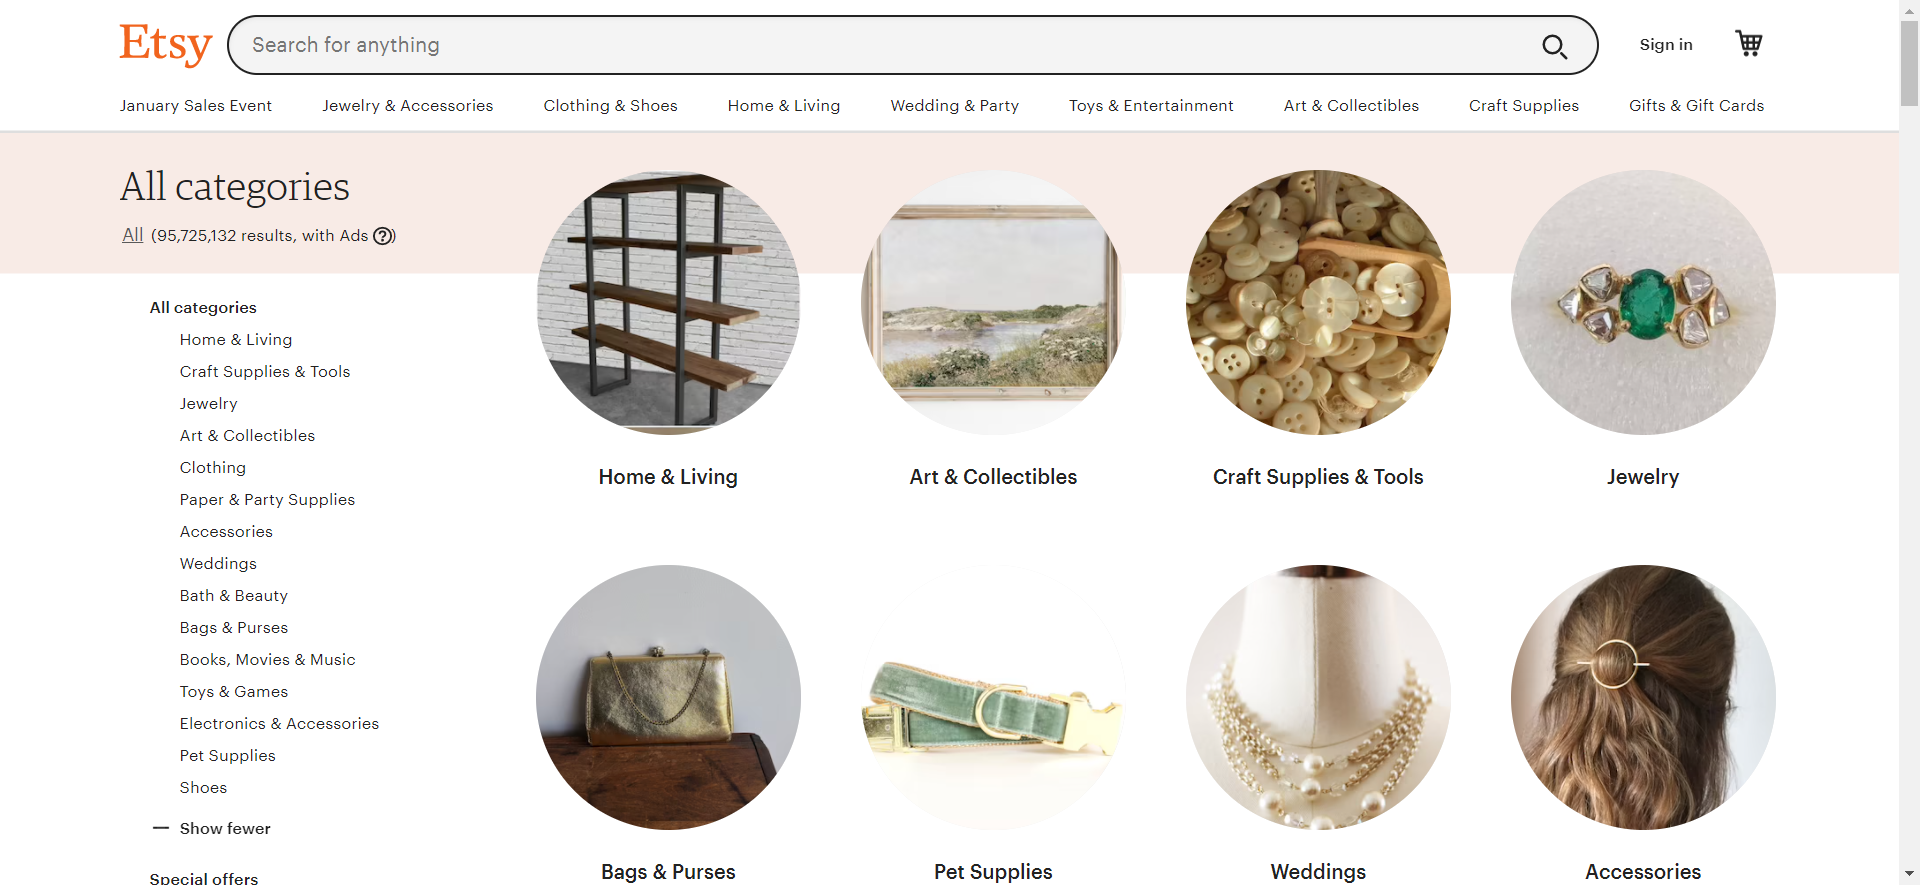 Etsy
Search for anything
Sign in
January Sales Event
Jewelry & Accessories
Clothing & Shoes
Home & Living
Wedding & Party
Toys & Entertainment
Art & Collectibles
Craft Supplies
Gifts & Gift Cards
All categories
All (95,725,132 results, with Ads ?)
All categories
Home & Living
Craft Supplies & Tools
Jewelry
Art & Collectibles
Clothing
Paper & Party Supplies
Accessories
Weddings
Bath & Beauty
Bags & Purses
Books, Movies & Music
Toys & Games
Electronics & Accessories
Pet Supplies
Shoes
Show fewer
Special offers
Home & Living
Art & Collectibles
Craft Supplies & Tools
Jewelry
Bags & Purses
Pet Supplies
Weddings
Accessories